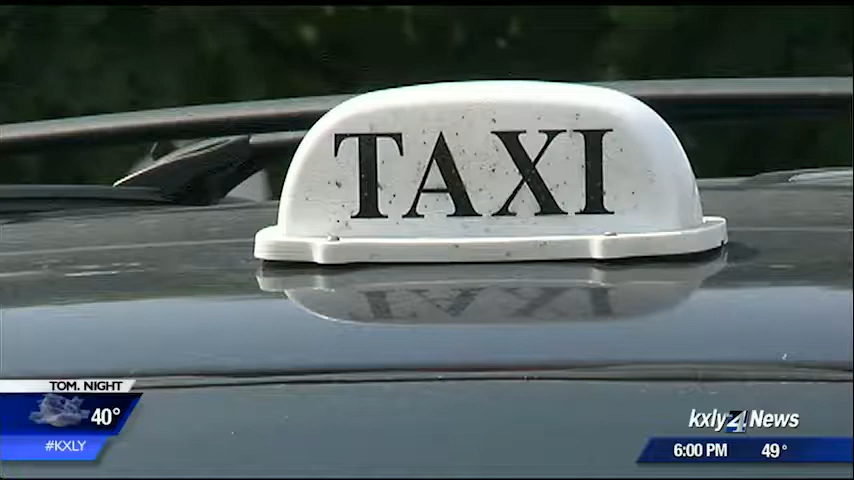 TAXI
TOM. NIGHT
40°
#KXLY
kxly4 News
6:00 PM 49°